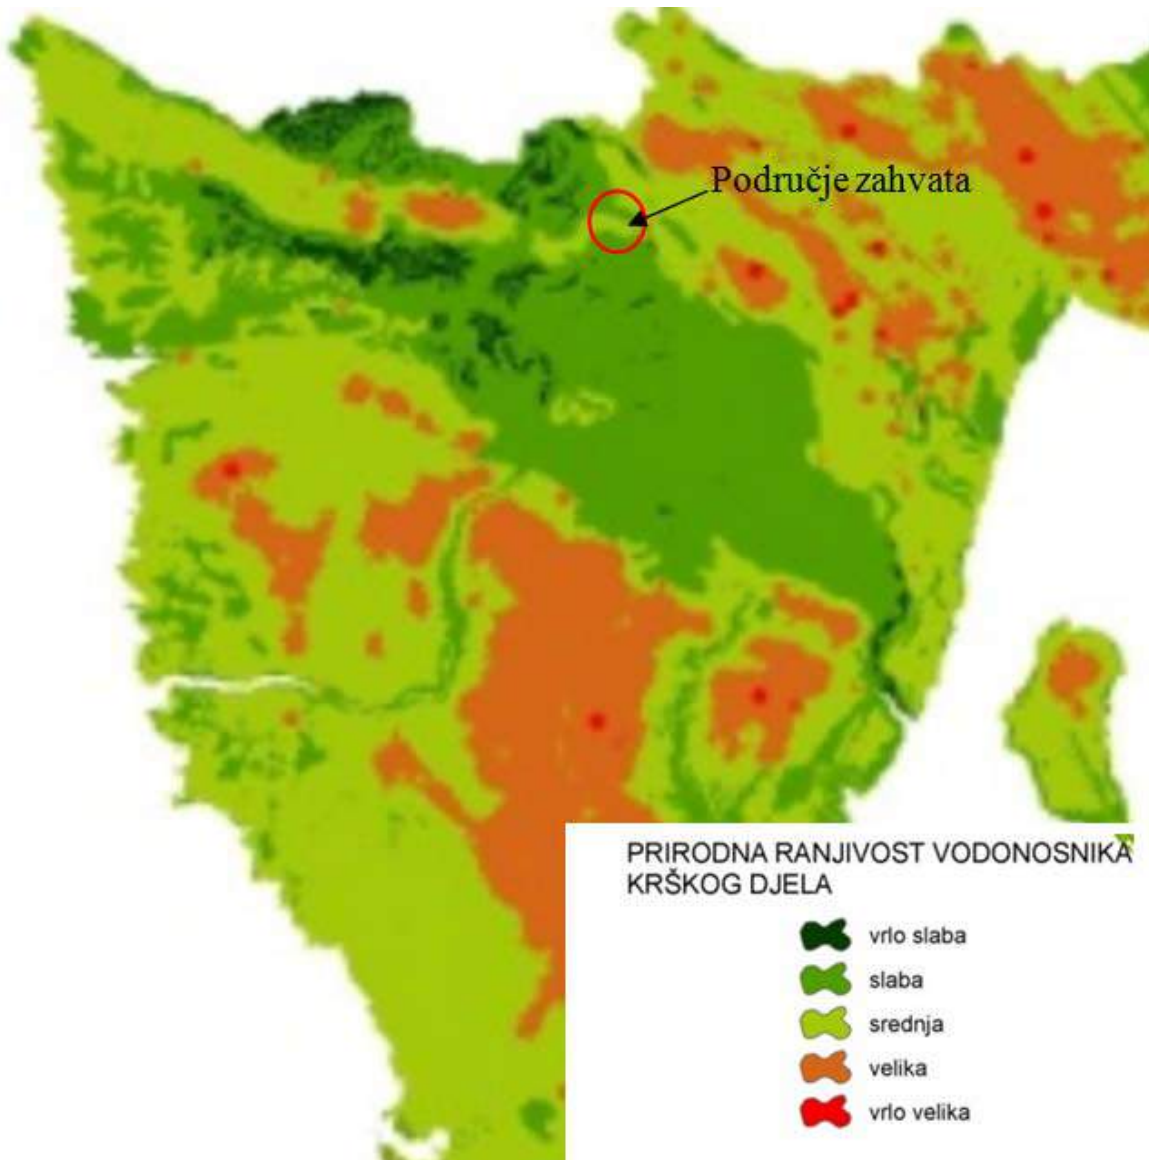 Područje zahvata
PRIRODNA RANJIVOST VODONOSNIKA
KRŠKOG DJELA
vrlo slaba
slaba
srednja
velika
vrlo velika